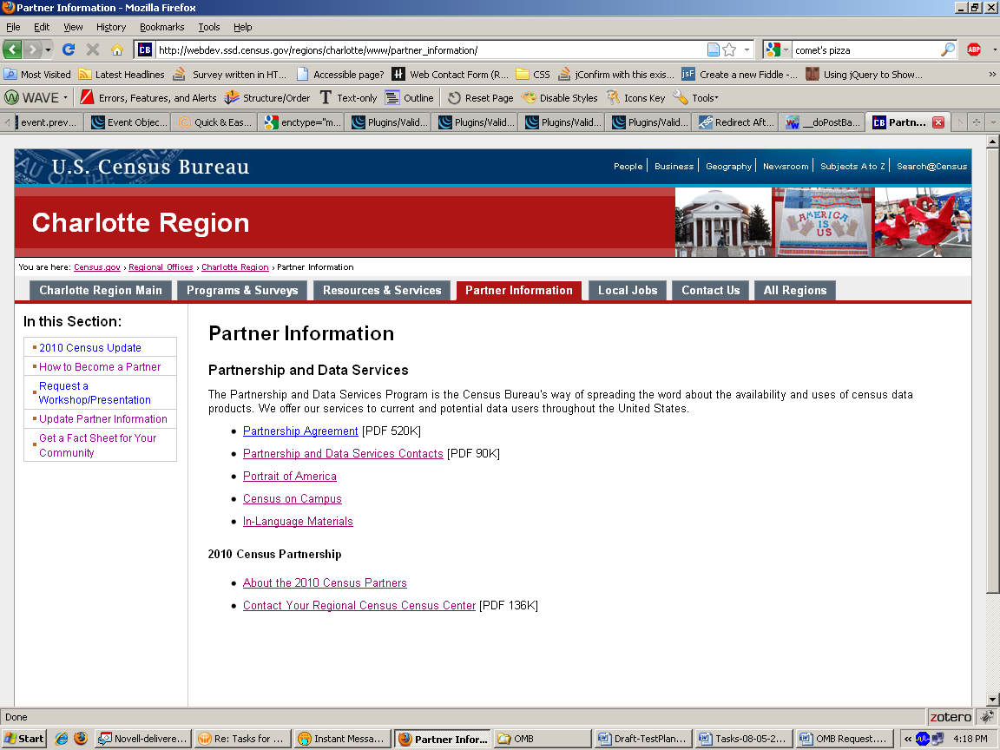 Partner Information - Mozilla Firefox
File Edit View History Bookmarks Tools Help
CB http://webdev.ssd.census.gov/regions/charlotte/www/partner_information/ comet's pizza ABP
Most Visited Latest Headlines Survey written in HT... Accessible page? H Web Contact Form (R... CSS jConfirm with this exis... jsF Create a new Fiddle -... Using jQuery to Show... »
WAVE Errors, Features, and Alerts Structure/Order Text-only Outline Reset Page Disable Styles Icons Key Tools
event.prev... Event Objec... Quick & Eas... enctype="m... Plugins/Valid... Plugins/Valid... Plugins/Valid... Plugins/Valid... Redirect Aft... __doPostBa... CB Partn...
U.S. Census Bureau
People | Business | Geography | Newsroom | Subjects A to Z | Search@Census
Charlotte Region
AMERICA IS US
You are here: Census.gov › Regional Offices › Charlotte Region › Partner Information
Charlotte Region Main Programs & Surveys Resources & Services Partner Information Local Jobs Contact Us All Regions
In this Section:
2010 Census Update
How to Become a Partner
Request a
Workshop/Presentation
Update Partner Information
Get a Fact Sheet for Your
Community
Partner Information
Partnership and Data Services
The Partnership and Data Services Program is the Census Bureau's way of spreading the word about the availability and uses of census data
products. We offer our services to current and potential data users throughout the United States.
• Partnership Agreement [PDF 520K]
• Partnership and Data Services Contacts [PDF 90K]
• Portrait of America
• Census on Campus
• In-Language Materials
2010 Census Partnership
• About the 2010 Census Partners
• Contact Your Regional Census Census Center [PDF 136K]
Done zotero
Start Novell-delivere... Re: Tasks for ... Instant Messa... Partner Infor... OMB Draft-TestPlan... Tasks-08-05-2... OMB Request.... « 4:18 PM